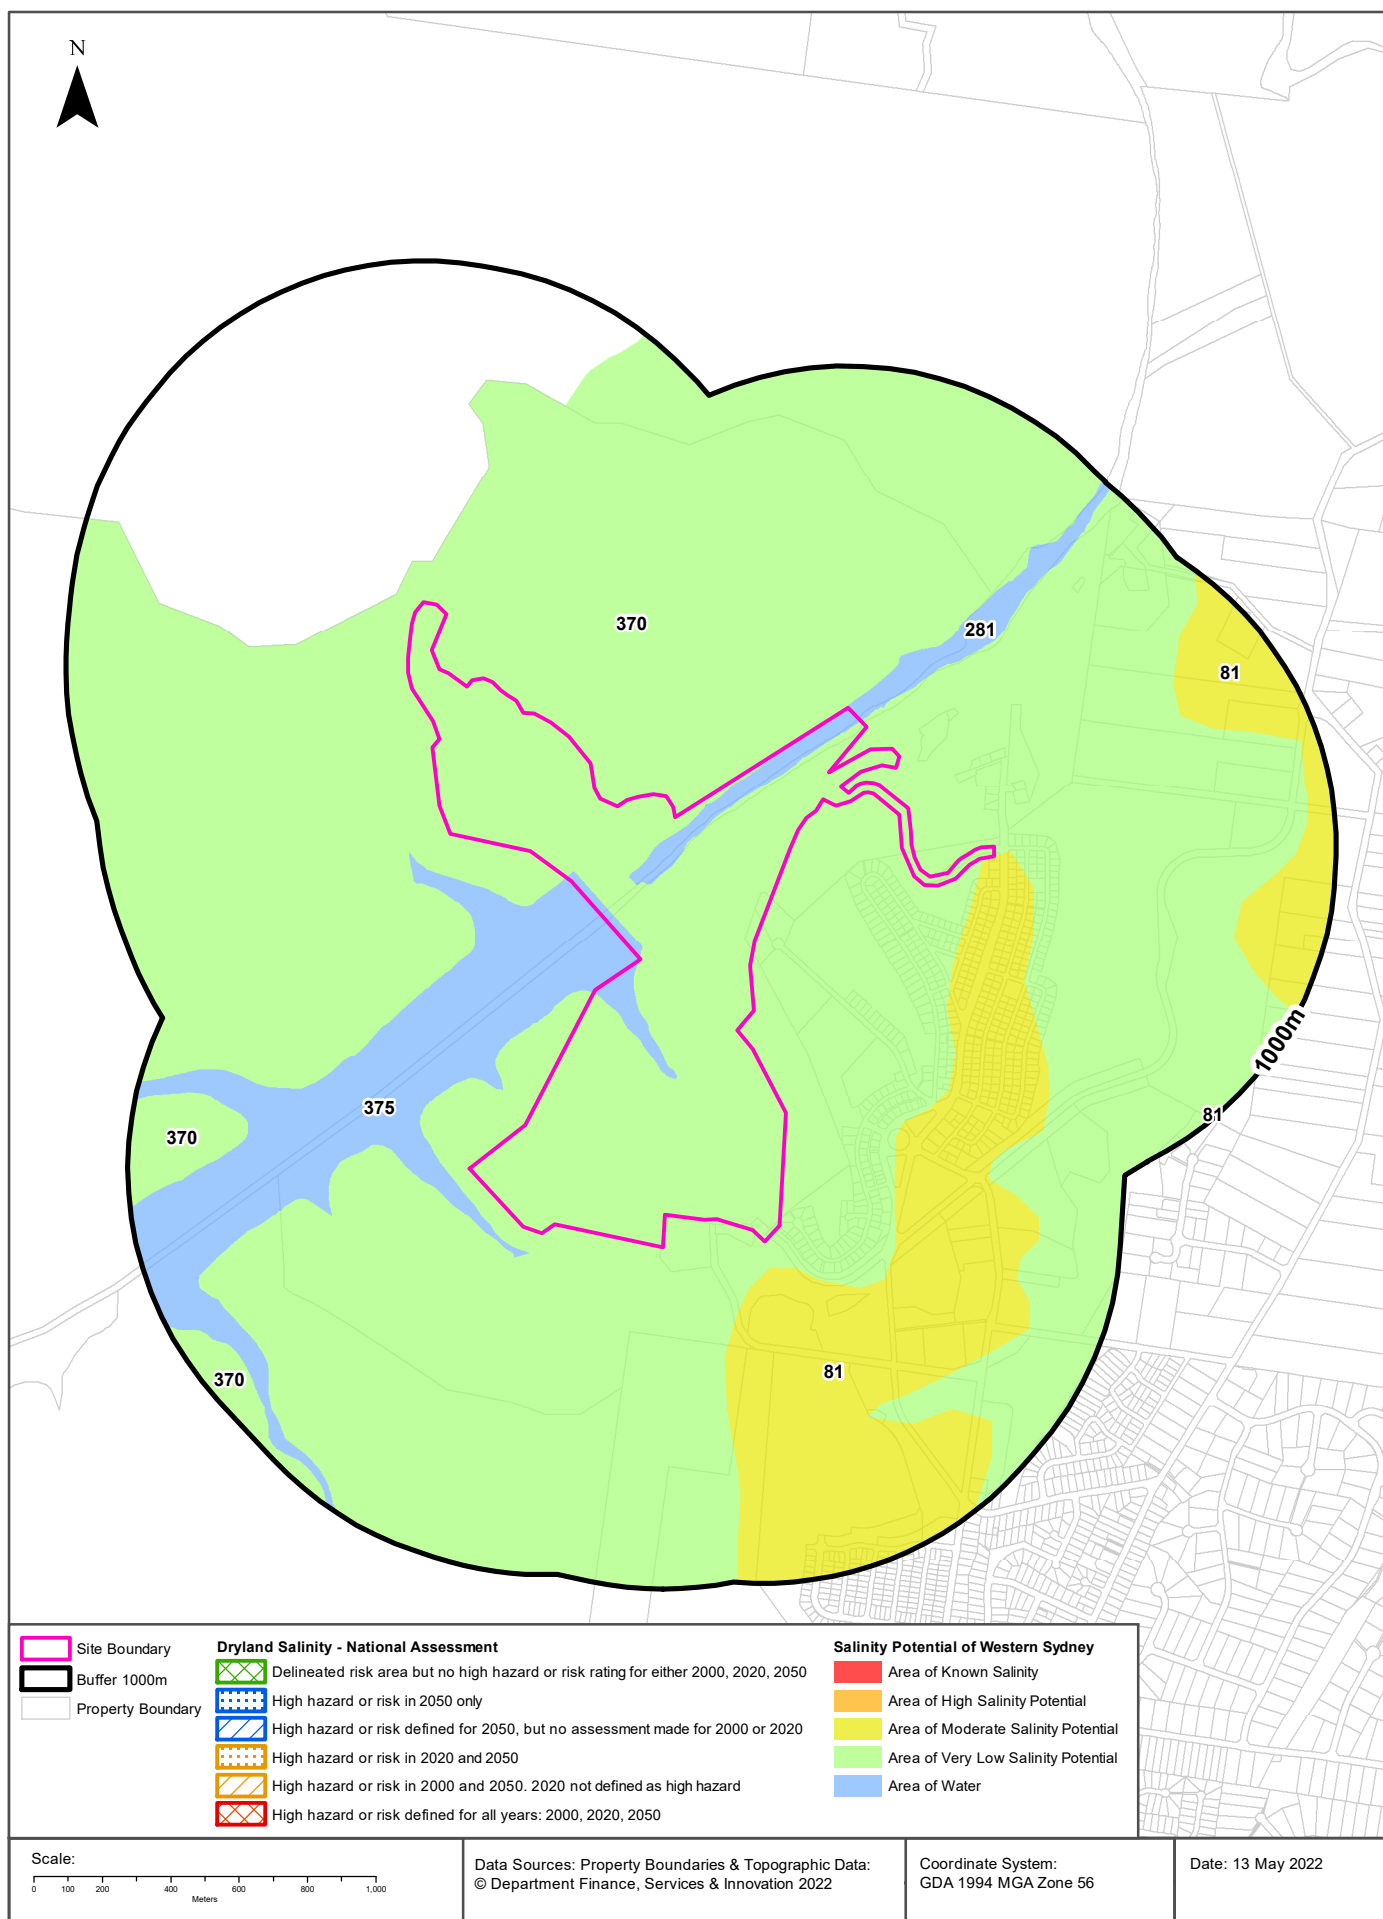 N
370
281
81
1000m
375
81
370
370
81
Site Boundary
Buffer 1000m
Property Boundary
Dryland Salinity - National Assessment
Delineated risk area but no high hazard or risk rating for either 2000, 2020, 2050
High hazard or risk in 2050 only
High hazard or risk defined for 2050, but no assessment made for 2000 or 2020
High hazard or risk in 2020 and 2050
High hazard or risk in 2000 and 2050. 2020 not defined as high hazard
High hazard or risk defined for all years: 2000, 2020, 2050
Salinity Potential of Western Sydney
Area of Known Salinity
Area of High Salinity Potential
Area of Moderate Salinity Potential
Area of Very Low Salinity Potential
Area of Water
Scale:
0 100 200 400 600 800 1,000
Meters
Data Sources: Property Boundaries & Topographic Data:
© Department Finance, Services & Innovation 2022
Coordinate System:
GDA 1994 MGA Zone 56
Date: 13 May 2022